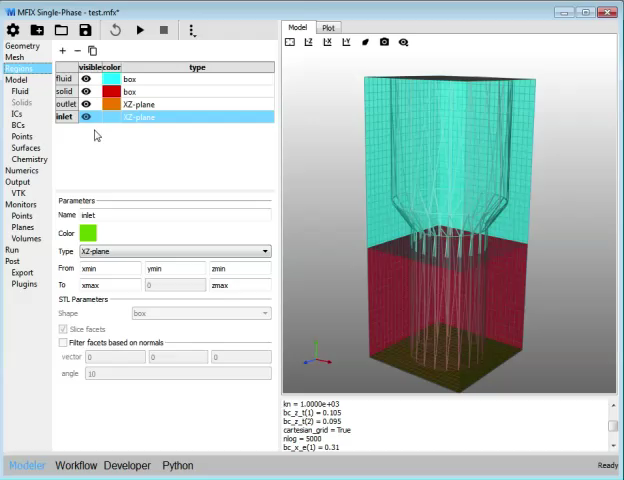 MFIX Single-Phase - test.mfx*
Geometry
Mesh
Regions
Model
Fluid
Solids
ICs
BCs
Points
Surfaces
Chemistry
Numerics
Output
VTK
Monitors
Points
Planes
Volumes
Run
Post
Export
Plugins
visible color type
fluid box
solid box
outlet XZ-plane
inlet XZ-plane
Parameters
Name inlet
Color
Type XZ-plane
From xmin ymin zmin
To xmax 0 zmax
STL Parameters
Shape box
Slice facets
Filter facets based on normals
vector 0 0 0
angle 10
Model Plot
kn = 1.0000e+03
bc_z_t(1) = 0.105
bc_z_t(2) = 0.095
cartesian_grid = True
nlog = 5000
bc_x_e(1) = 0.31
Modeler Workflow Developer Python Ready